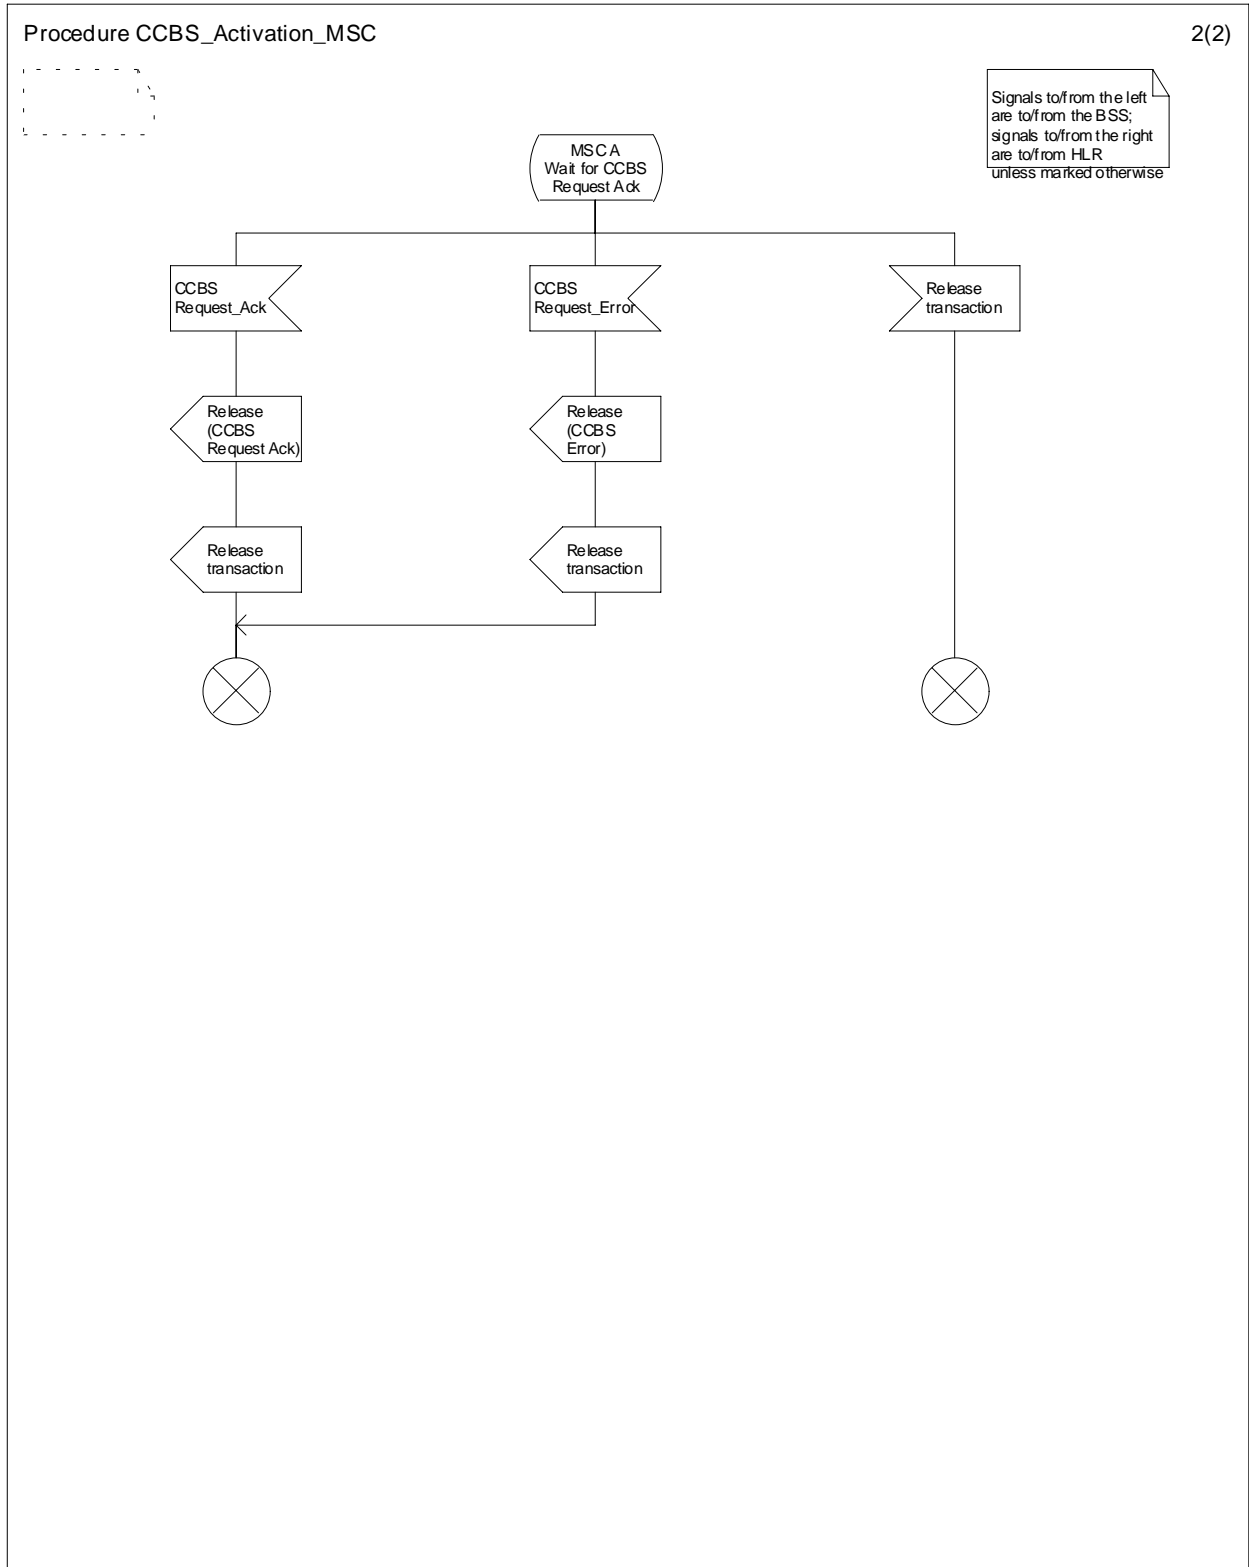 Procedure CCBS_Activation_MSC
2(2)
Signals to/from the left
are to/from the BSS;
signals to/from the right
are to/from HLR
unless marked otherwise
MSC A
Wait for CCBS
Request Ack
CCBS
Request_Ack
CCBS
Request_Error
Release
transaction
Release
(CCBS
Request Ack)
Release
(CCBS
Error)
Release
transaction
Release
transaction